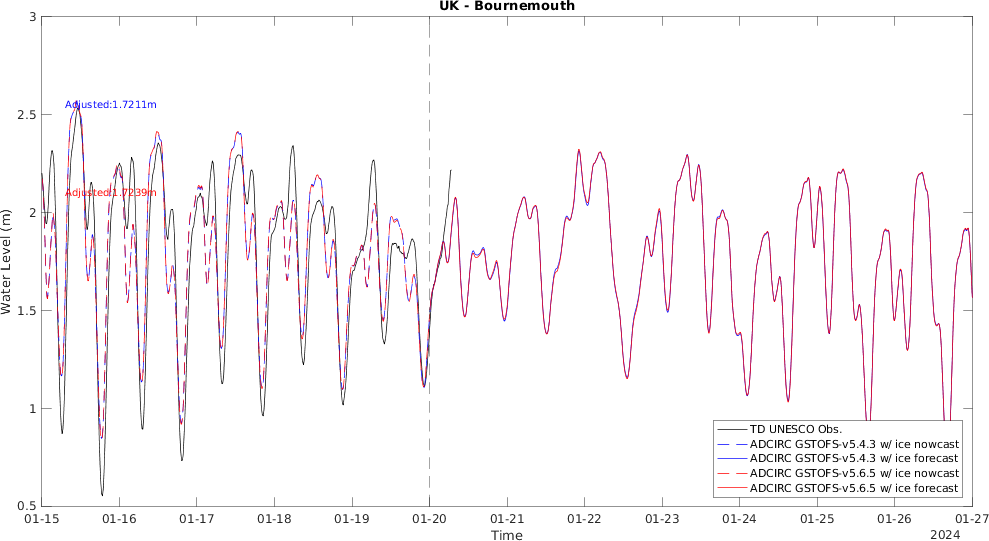 UK - Bournemouth
3
2.5
2
1.5
1
0.5
Water Level (m)
Adjusted:1.7211m
Adjusted:1.7239m
TD UNESCO Obs.
ADCIRC GSTOFS-v5.4.3 w/ ice nowcast
ADCIRC GSTOFS-v5.4.3 w/ ice forecast
ADCIRC GSTOFS-v5.6.5 w/ ice nowcast
ADCIRC GSTOFS-v5.6.5 w/ ice forecast
01-15 01-16 01-17 01-18 01-19 01-20 01-21 01-22 01-23 01-24 01-25 01-26 01-27
Time
2024